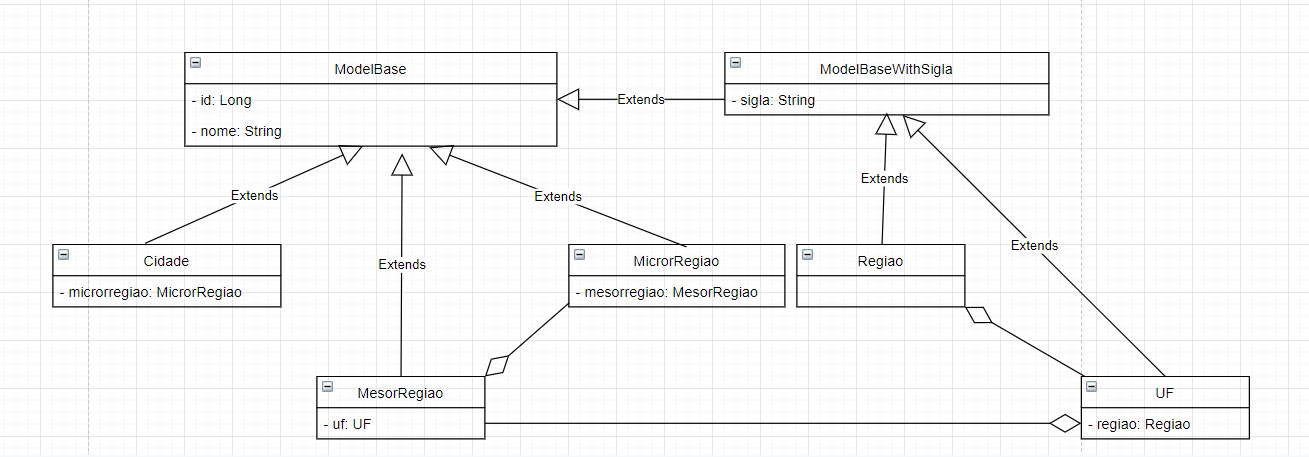 ModelBase
- id: Long
- nome: String
ModelBaseWithSigla
- sigla: String
Extends
Extends
Extends
Extends
Extends
Extends
Cidade
- microrregiao: MicrorRegiao
MicrorRegiao
- mesorregiao: MesorRegiao
Regiao
MesorRegiao
- uf: UF
UF
- regiao: Regiao